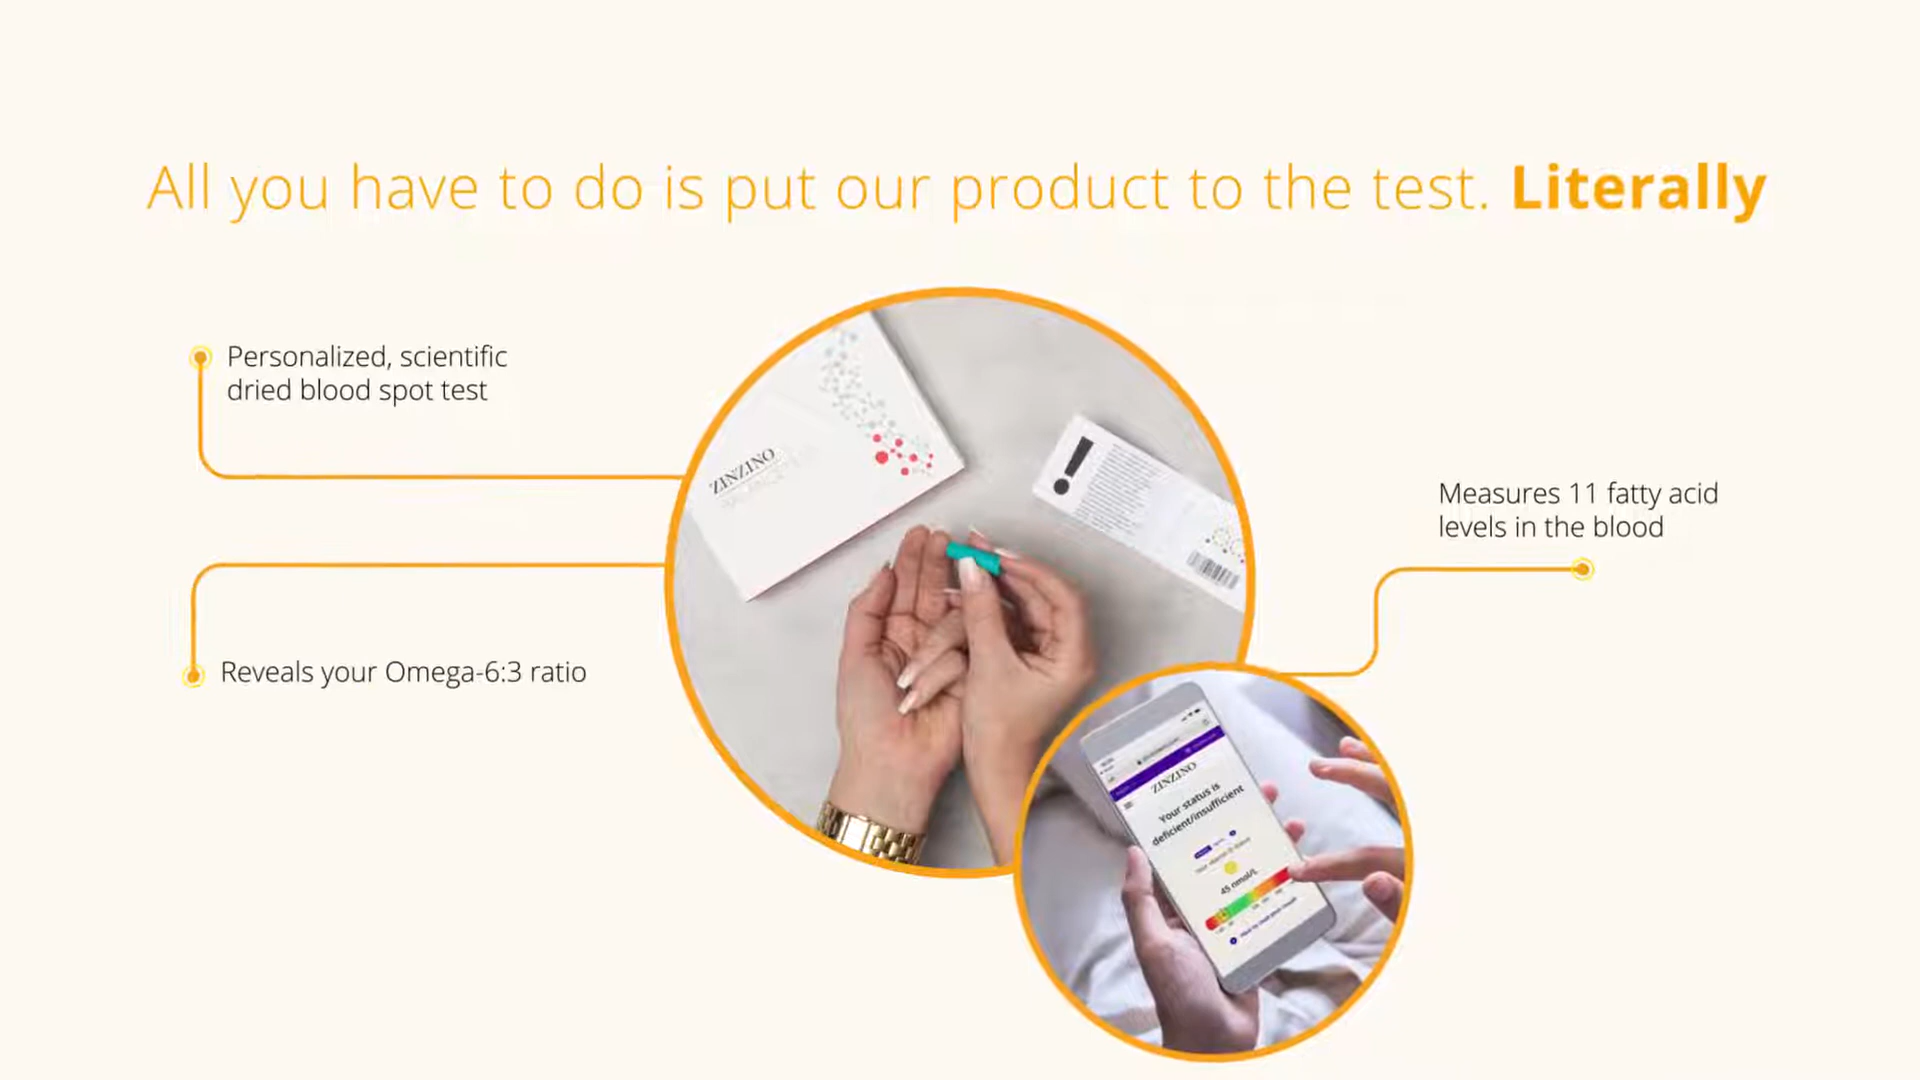 All you have to do is put our product to the test. Literally
Personalized, scientific
dried blood spot test
Measures 11 fatty acid
levels in the blood
Reveals your Omega-6:3 ratio
ZINZINO
!
ZINZINO
Your status is
deficient/insufficient
45 nmol/L